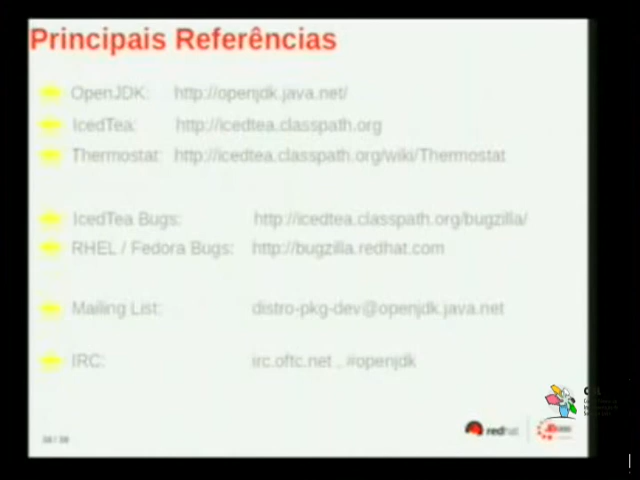 Principais Referências
OpenJDK: http://openjdk.java.net/
IcedTea: http://icedtea.classpath.org
Thermostat: http://icedtea.classpath.org/wiki/Thermostat
IcedTea Bugs: http://icedtea.classpath.org/bugzilla/
RHEL / Fedora Bugs: http://bugzilla.redhat.com
Mailing List: distro-pkg-dev@openjdk.java.net
IRC: irc.oftc.net , #openjdk
redhat